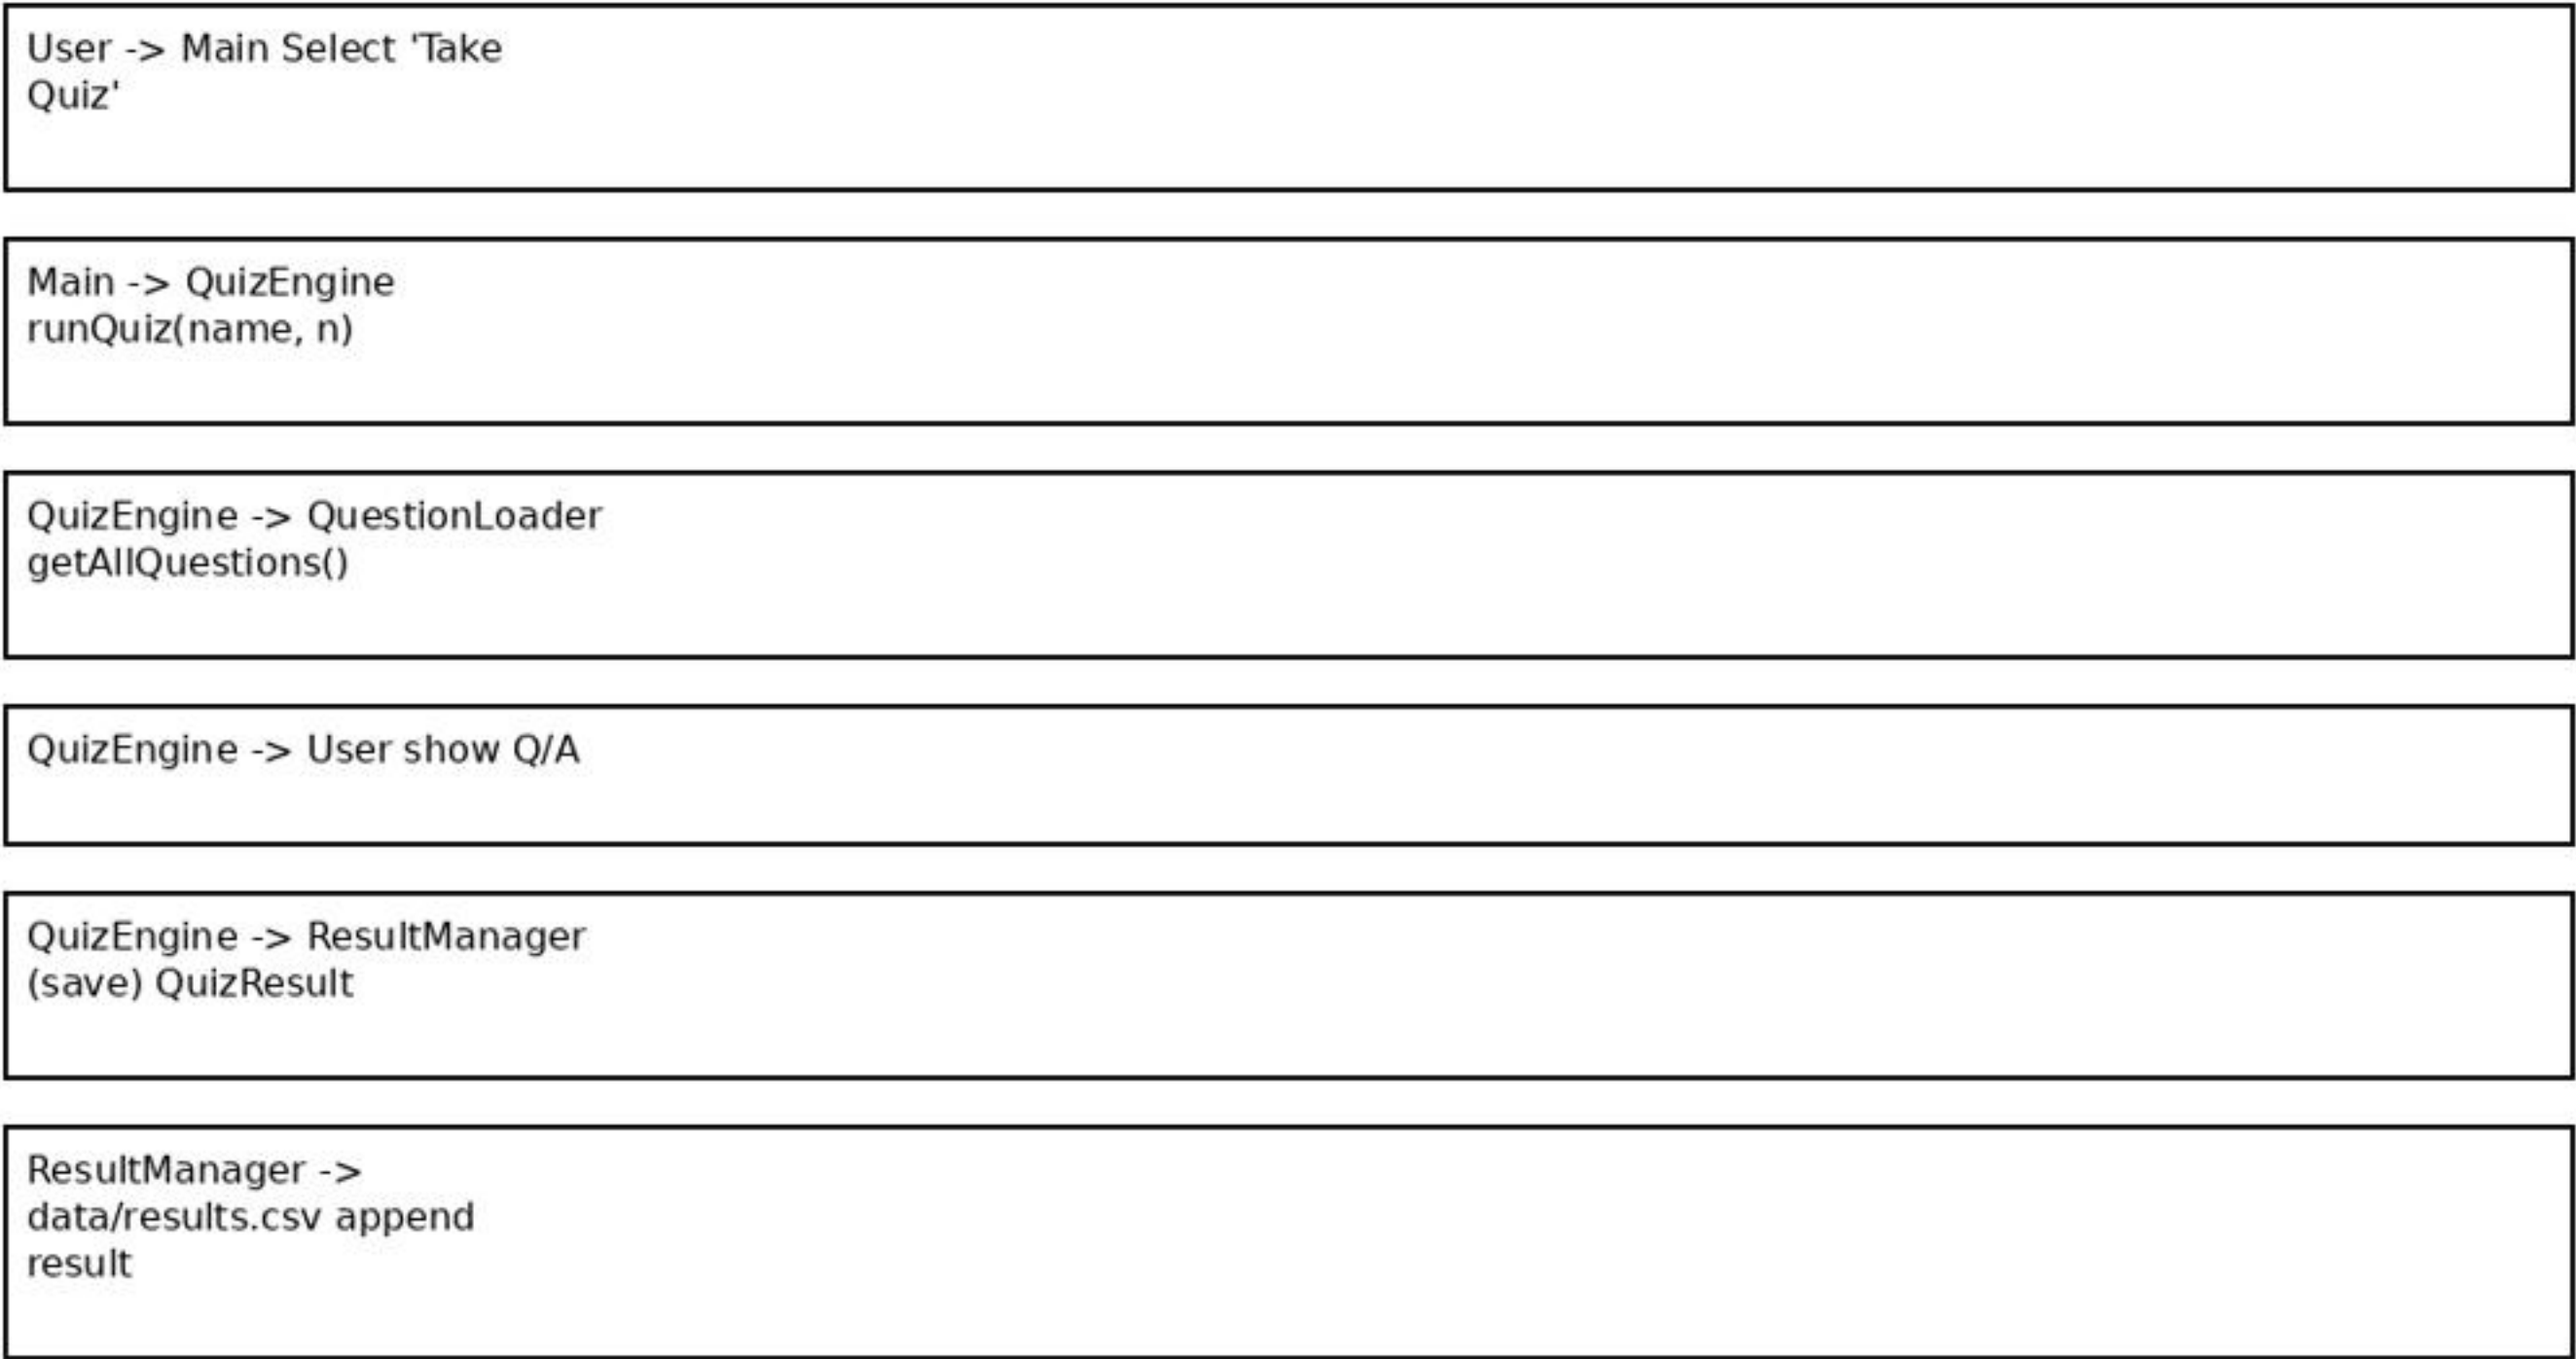 User -> Main Select 'Take
Quiz'
Main -> QuizEngine
runQuiz(name, n)
QuizEngine -> QuestionLoader
getAllQuestions()
QuizEngine -> User show Q/A
QuizEngine -> ResultManager
(save) QuizResult
ResultManager ->
data/results.csv append
result